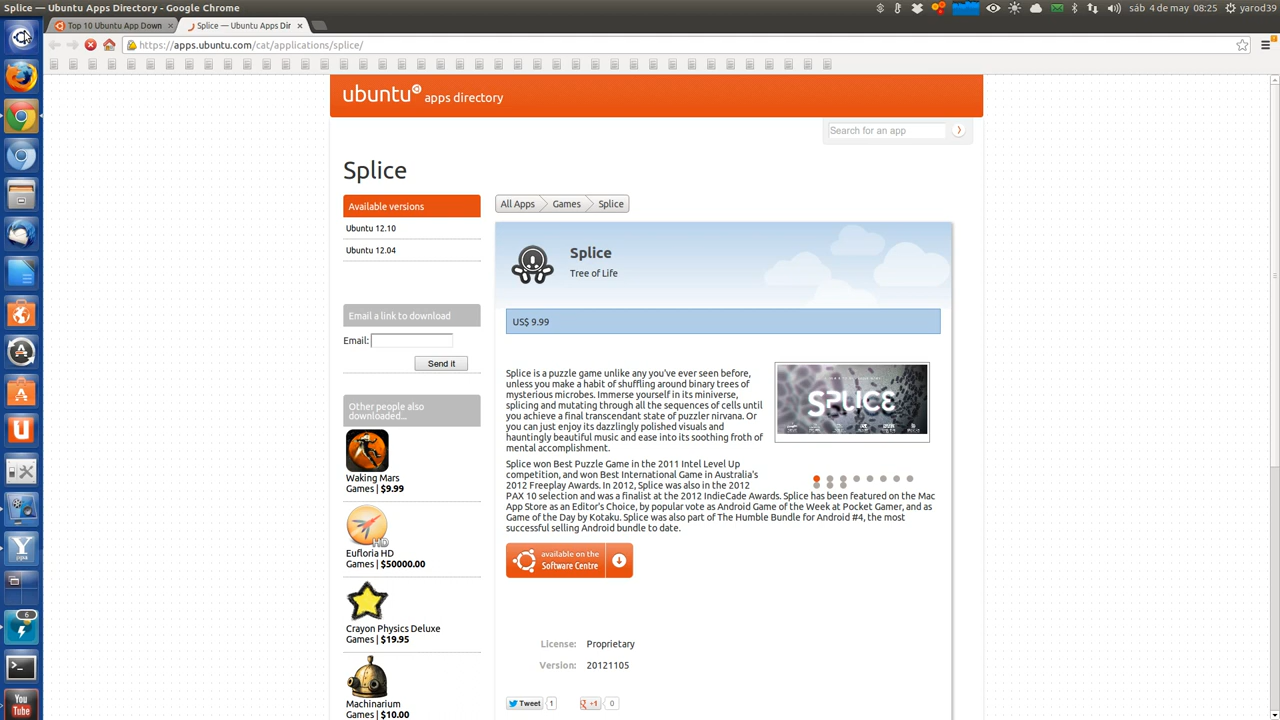 Splice — Ubuntu Apps Directory - Google Chrome
sáb 4 de may 08:25
yarod39
Top 10 Ubuntu App Down
Splice — Ubuntu Apps Dir
https://apps.ubuntu.com/cat/applications/splice/
ubuntu apps directory
Search for an app
Splice
Available versions
Ubuntu 12.10
Ubuntu 12.04
Email a link to download
Email:
Send it
Other people also
downloaded...
Waking Mars
Games | $9.99
Eufloria HD
Games | $50000.00
Crayon Physics Deluxe
Games | $19.95
Machinarium
Games | $10.00
All Apps
Games
Splice
Splice
Tree of Life
US$ 9.99
Splice is a puzzle game unlike any you've ever seen before,
unless you make a habit of shuffling around binary trees of
mysterious microbes. Immerse yourself in its miniverse,
splicing and mutating through all the sequences of cells until
you achieve a final transcendent state of puzzler nirvana. Or
you can just enjoy its dazzlingly polished visuals and
hauntingly beautiful music and ease into its soothing froth of
mental accomplishment.
SPLICE
Splice won Best Puzzle Game in the 2011 Intel Level Up
competition, and won Best International Game in Australia's
2012 Freeplay Awards. In 2012, Splice was also in the 2012
PAX 10 selection and was a finalist at the 2012 IndieCade Awards. Splice has been featured on the Mac
App Store as an Editor's Choice, by popular vote as Android Game of the Week at Pocket Gamer, and as
Game of the Day by Kotaku. Splice was also part of The Humble Bundle for Android #4, the most
successful selling Android bundle to date.
available on the
Software Centre
License: Proprietary
Version: 20121105
Tweet 1
+1 0
6
You
Tube